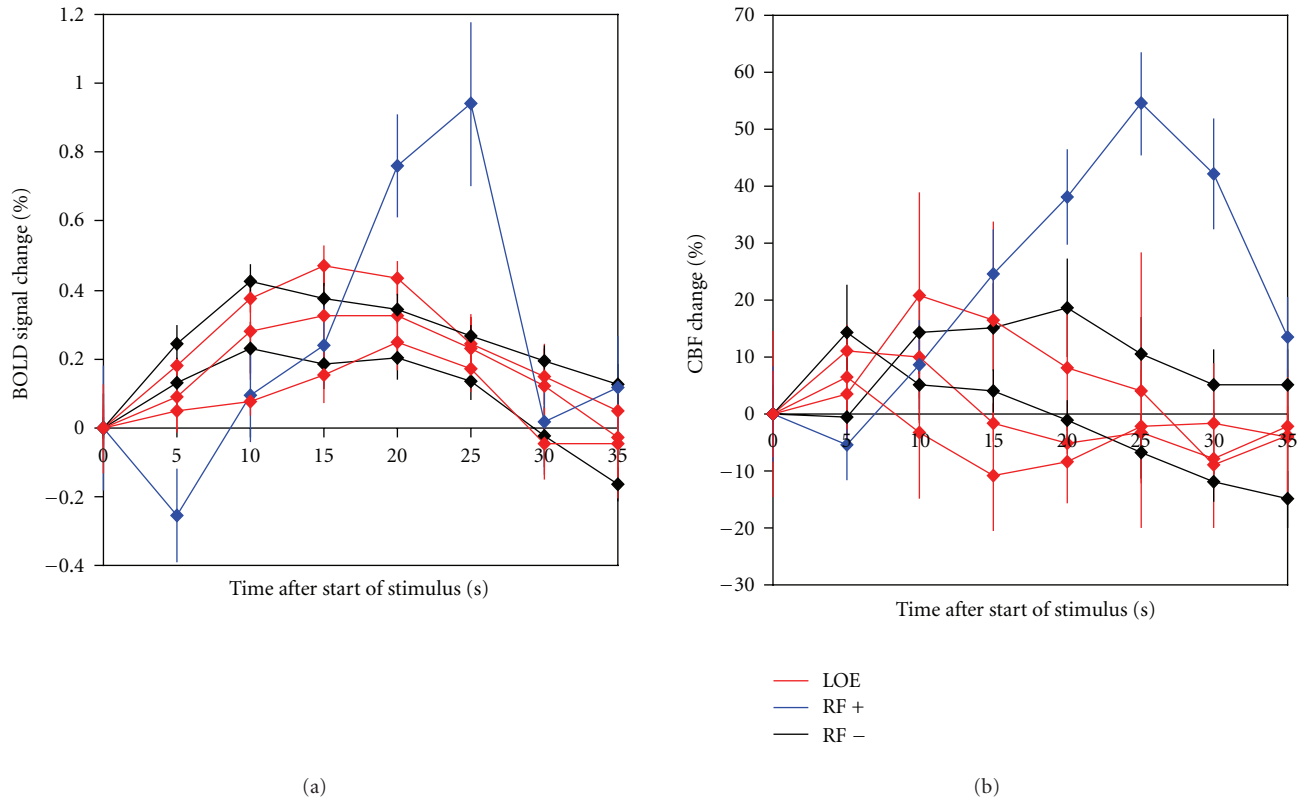 1.2
1
0.8
0.6
0.4
0.2
0
−0.2
−0.4
BOLD signal change (%)
5 10 15 20 25 30 35
Time after start of stimulus (s)
(a)
70
60
50
40
30
20
10
0
−10
−20
−30
CBF change (%)
0 5 10 15 20 25 30 35
Time after start of stimulus (s)
LOE
RF +
RF −
(b)